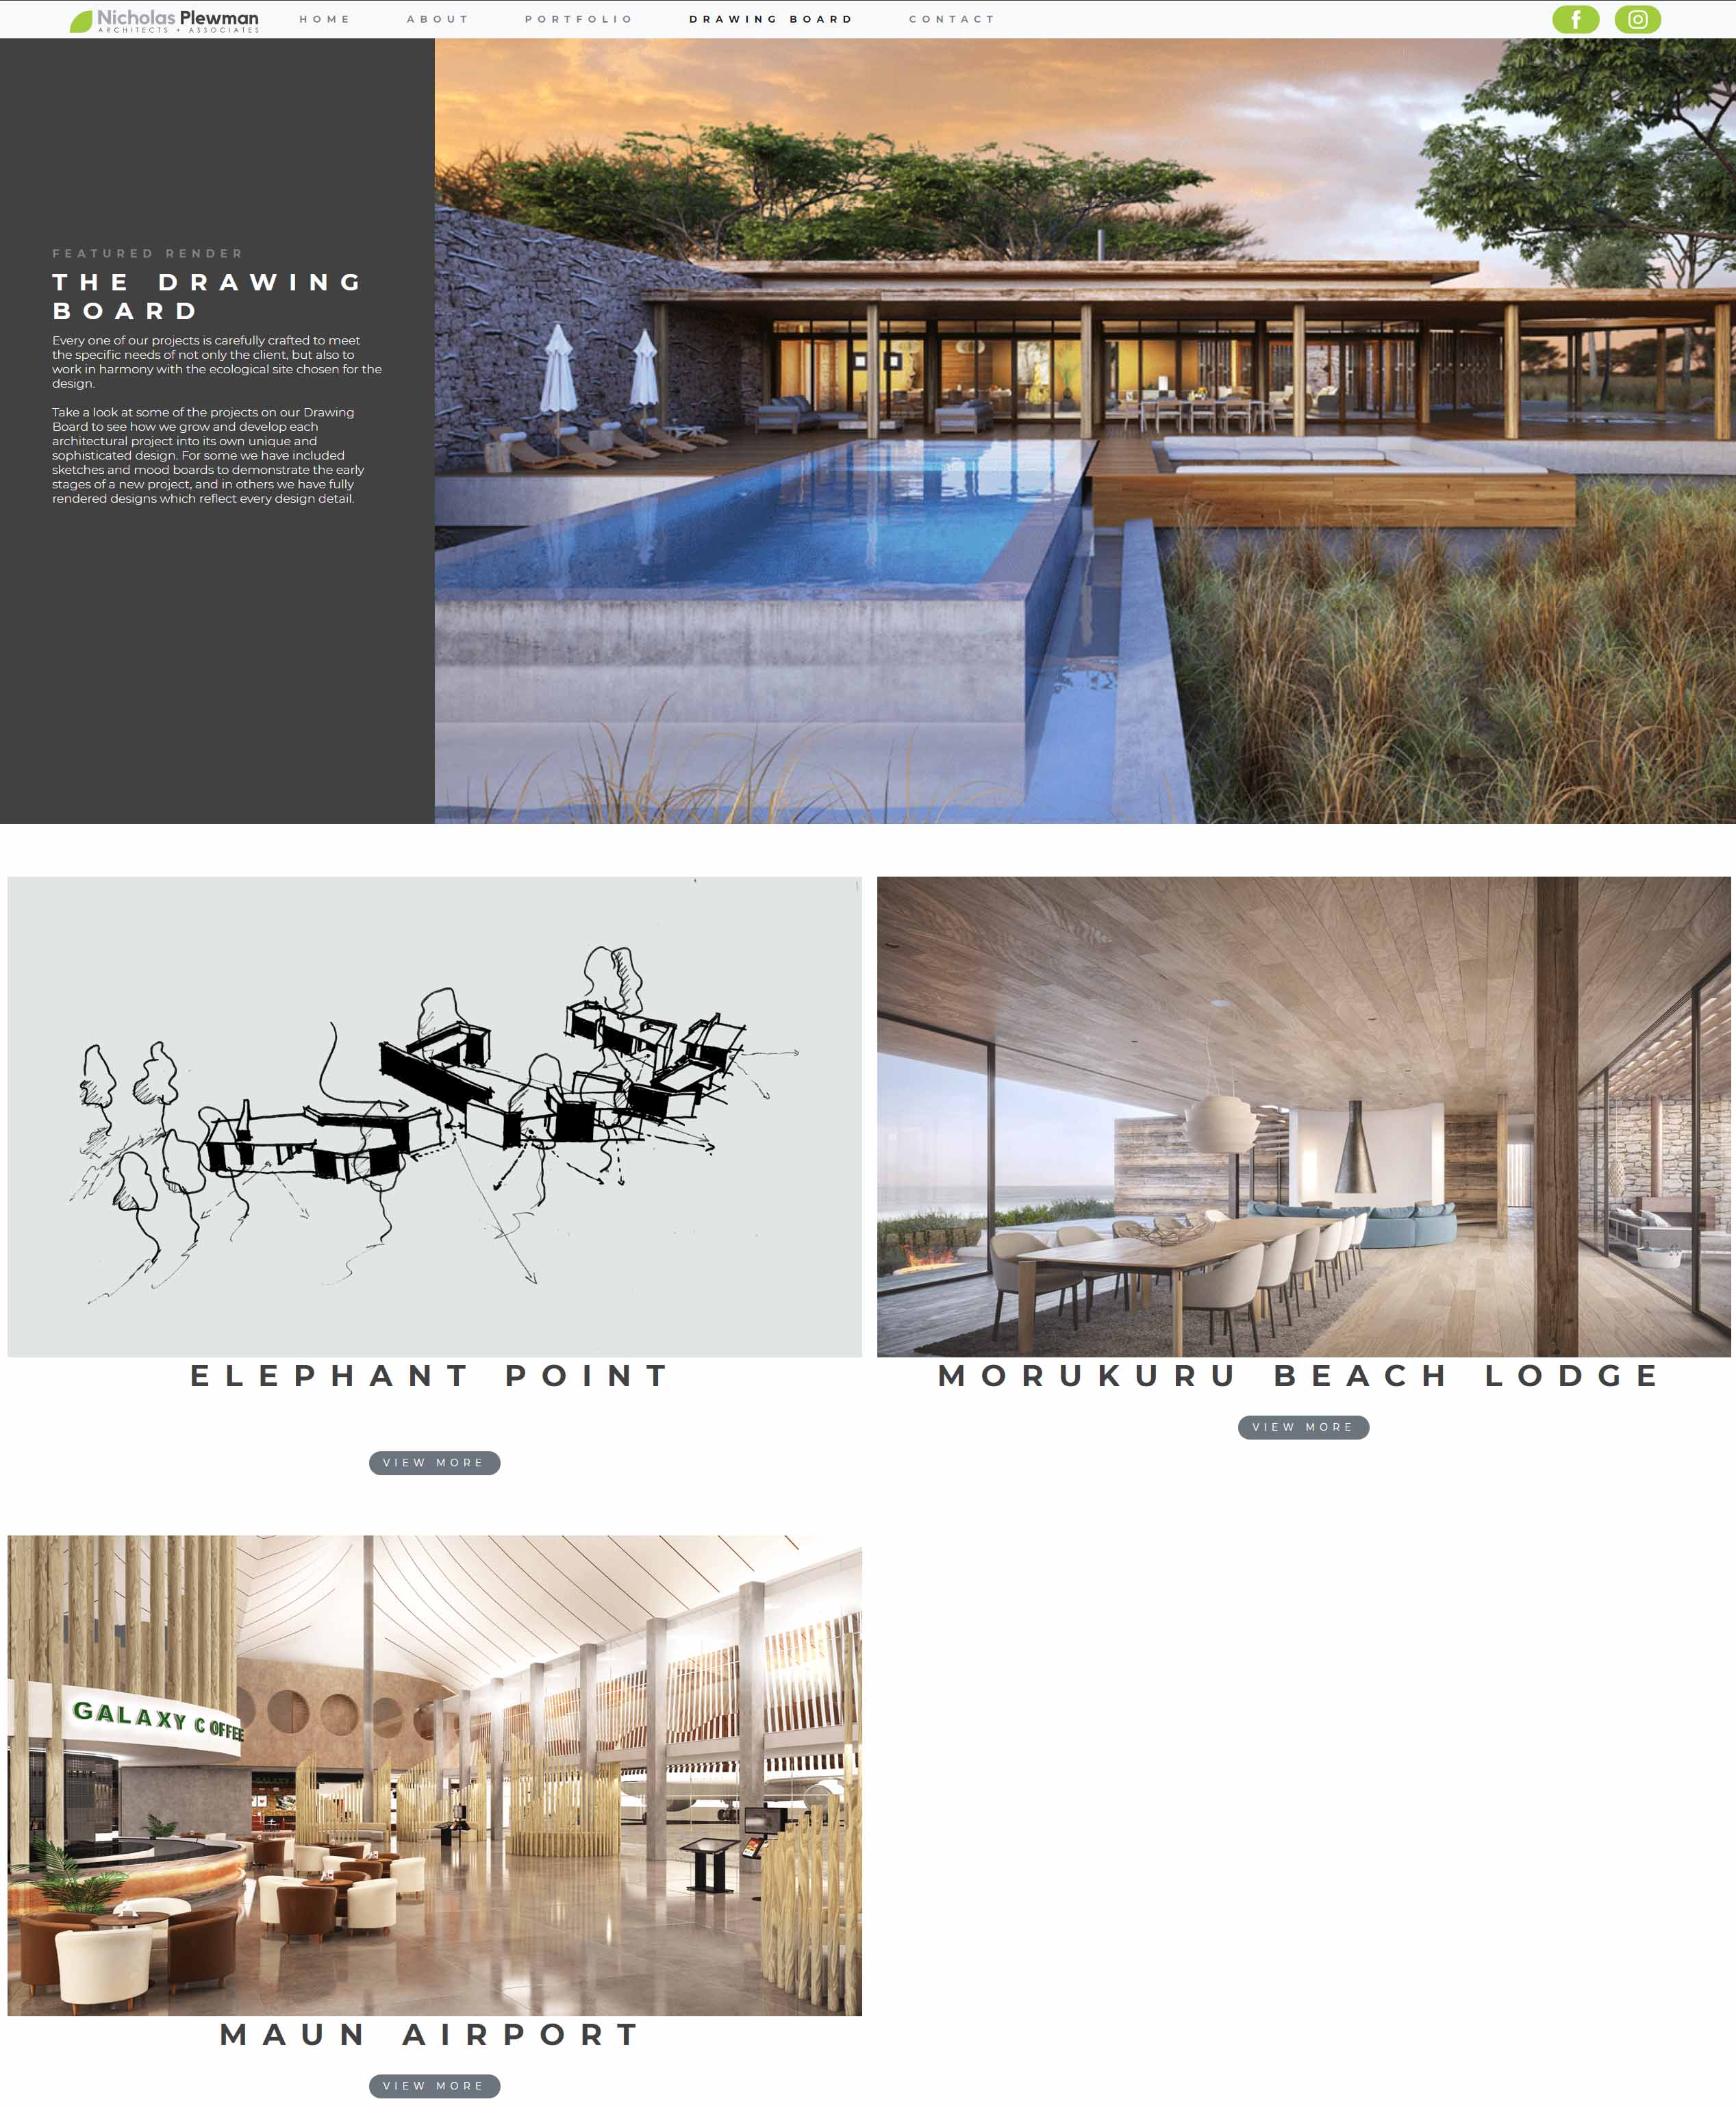 Nicholas Plewman
ARCHITECTS + ASSOCIATES
HOME
ABOUT
PORTFOLIO
DRAWING BOARD
CONTACT
FEATURED RENDER
THE DRAWING
BOARD
Every one of our projects is carefully crafted to meet
the specific needs of not only the client, but also to
work in harmony with the ecological site chosen for the
design.
Take a look at some of the projects on our Drawing
Board to see how we grow and develop each
architectural project into its own unique and
sophisticated design. For some we have included
sketches and mood boards to demonstrate the early
stages of a new project, and in others we have fully
rendered designs which reflect every design detail.
ELEPHANT POINT
VIEW MORE
MORUKURU BEACH LODGE
VIEW MORE
GALAXY COFFEE
MAUN AIRPORT
VIEW MORE